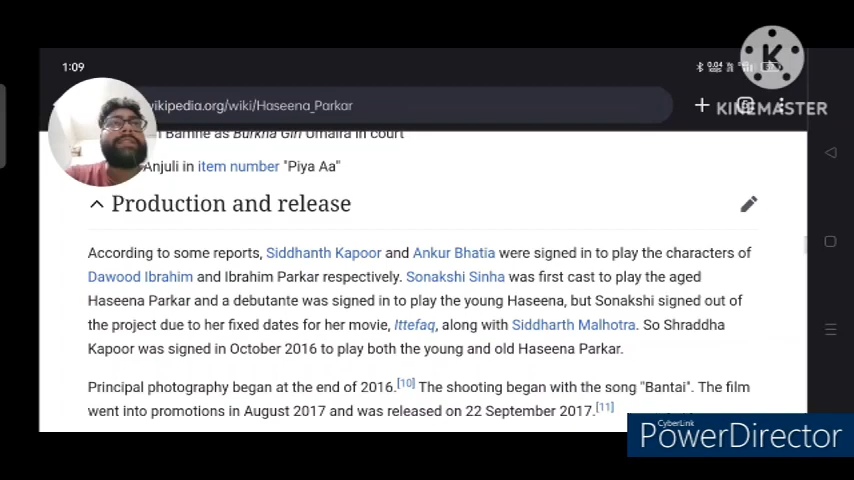 1:09
KINEMASTER
wikipedia.org/wiki/Haseena_Parkar
as Burkha Girl Umaira in court
Anjuli in item number "Piya Aa"
Production and release
According to some reports, Siddhanth Kapoor and Ankur Bhatia were signed in to play the characters of
Dawood Ibrahim and Ibrahim Parkar respectively. Sonakshi Sinha was first cast to play the aged
Haseena Parkar and a debutante was signed in to play the young Haseena, but Sonakshi signed out of
the project due to her fixed dates for her movie, Ittefaq, along with Siddharth Malhotra. So Shraddha
Kapoor was signed in October 2016 to play both the young and old Haseena Parkar.
Principal photography began at the end of 2016.[10] The shooting began with the song "Bantai". The film
went into promotions in August 2017 and was released on 22 September 2017.[11]
CyberLink
PowerDirector